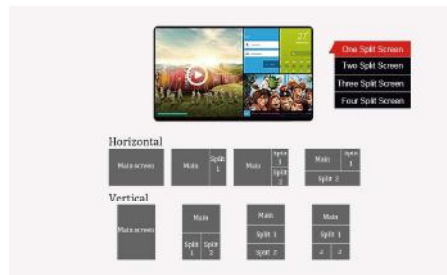 27°
One Split Screen
Two Split Screen
Three Split Screen
Four Split Screen
Horizontal
Main screen
Main
Split
1
Main
Split
1
Split
2
Main
Split
1
Split 2
Vertical
Main screen
Main
Split
1
Split
2
Main
Split 1
Split 2
Main
Split 1
2
3